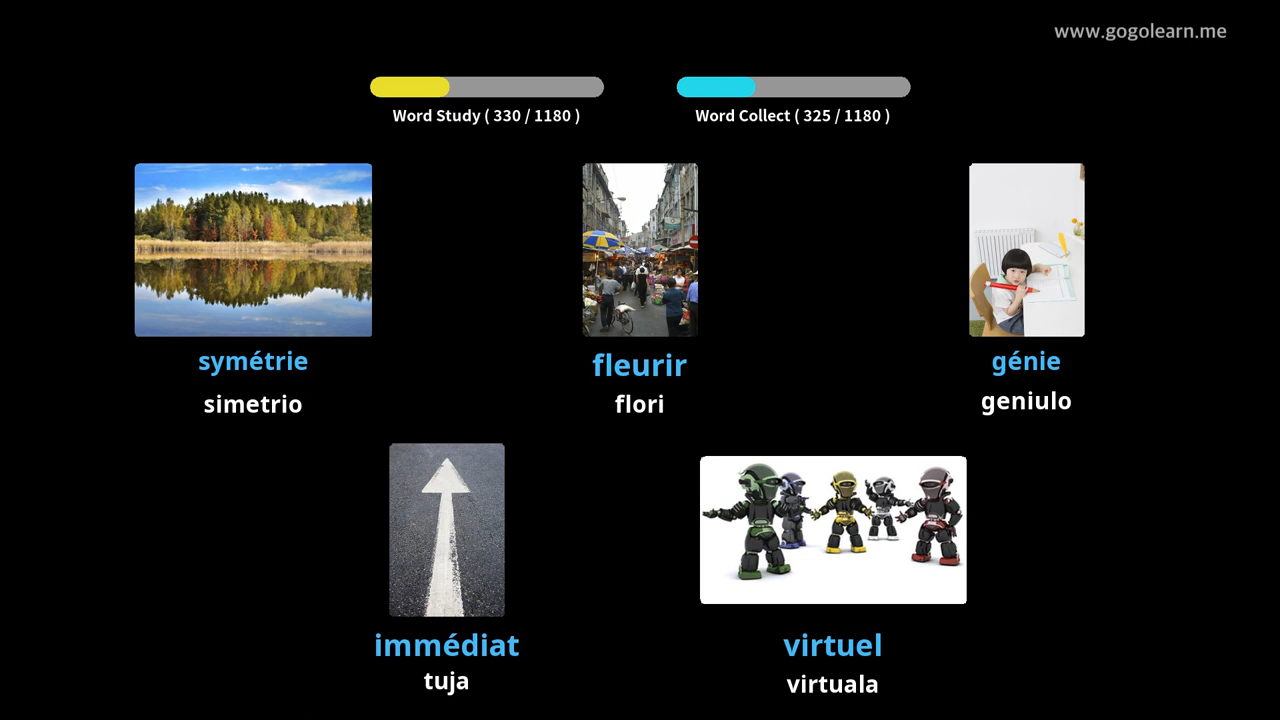 www.gogolearn.me
Word Study ( 330 / 1180 )
Word Collect ( 325 / 1180 )
symétrie
simetrio
fleurir
flori
génie
geniulo
immédiat
tuja
virtuel
virtuala